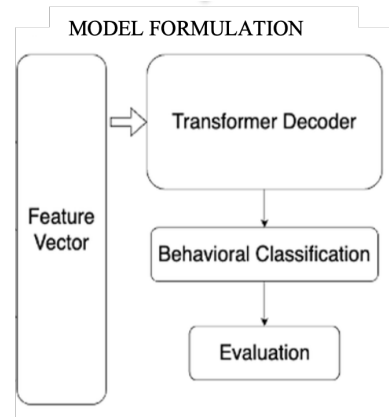 MODEL FORMULATION
Feature
Vector
Transformer Decoder
Behavioral Classification
Evaluation